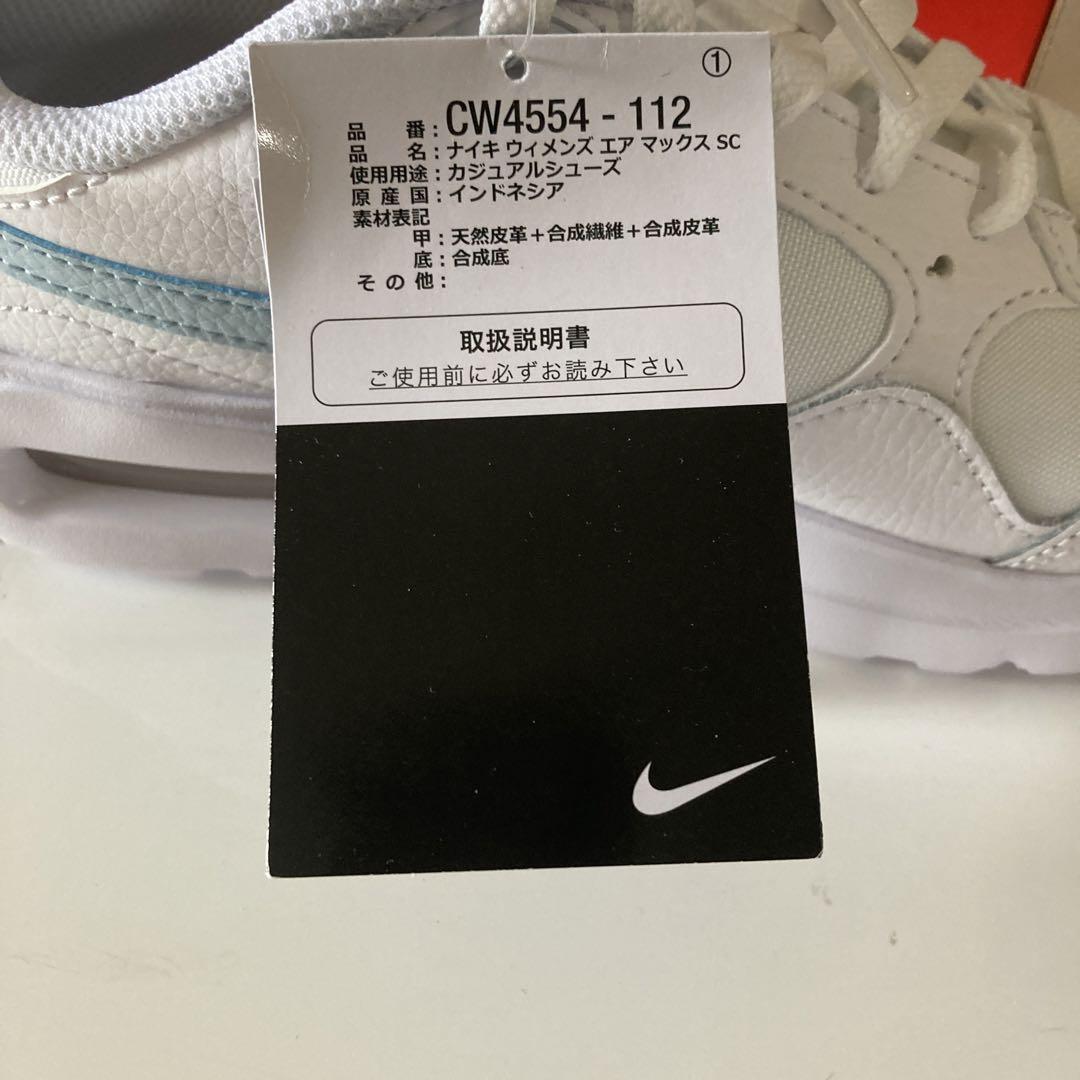 ①
品番：CW4554 - 112
品名：ナイキ ウィメンズ エア マックス SC
使用用途：カジュアルシューズ
原産国：インドネシア
素材表記
甲：天然皮革＋合成繊維＋合成皮革
底：合成底
その他：
取扱説明書
ご使用前に必ずお読み下さい